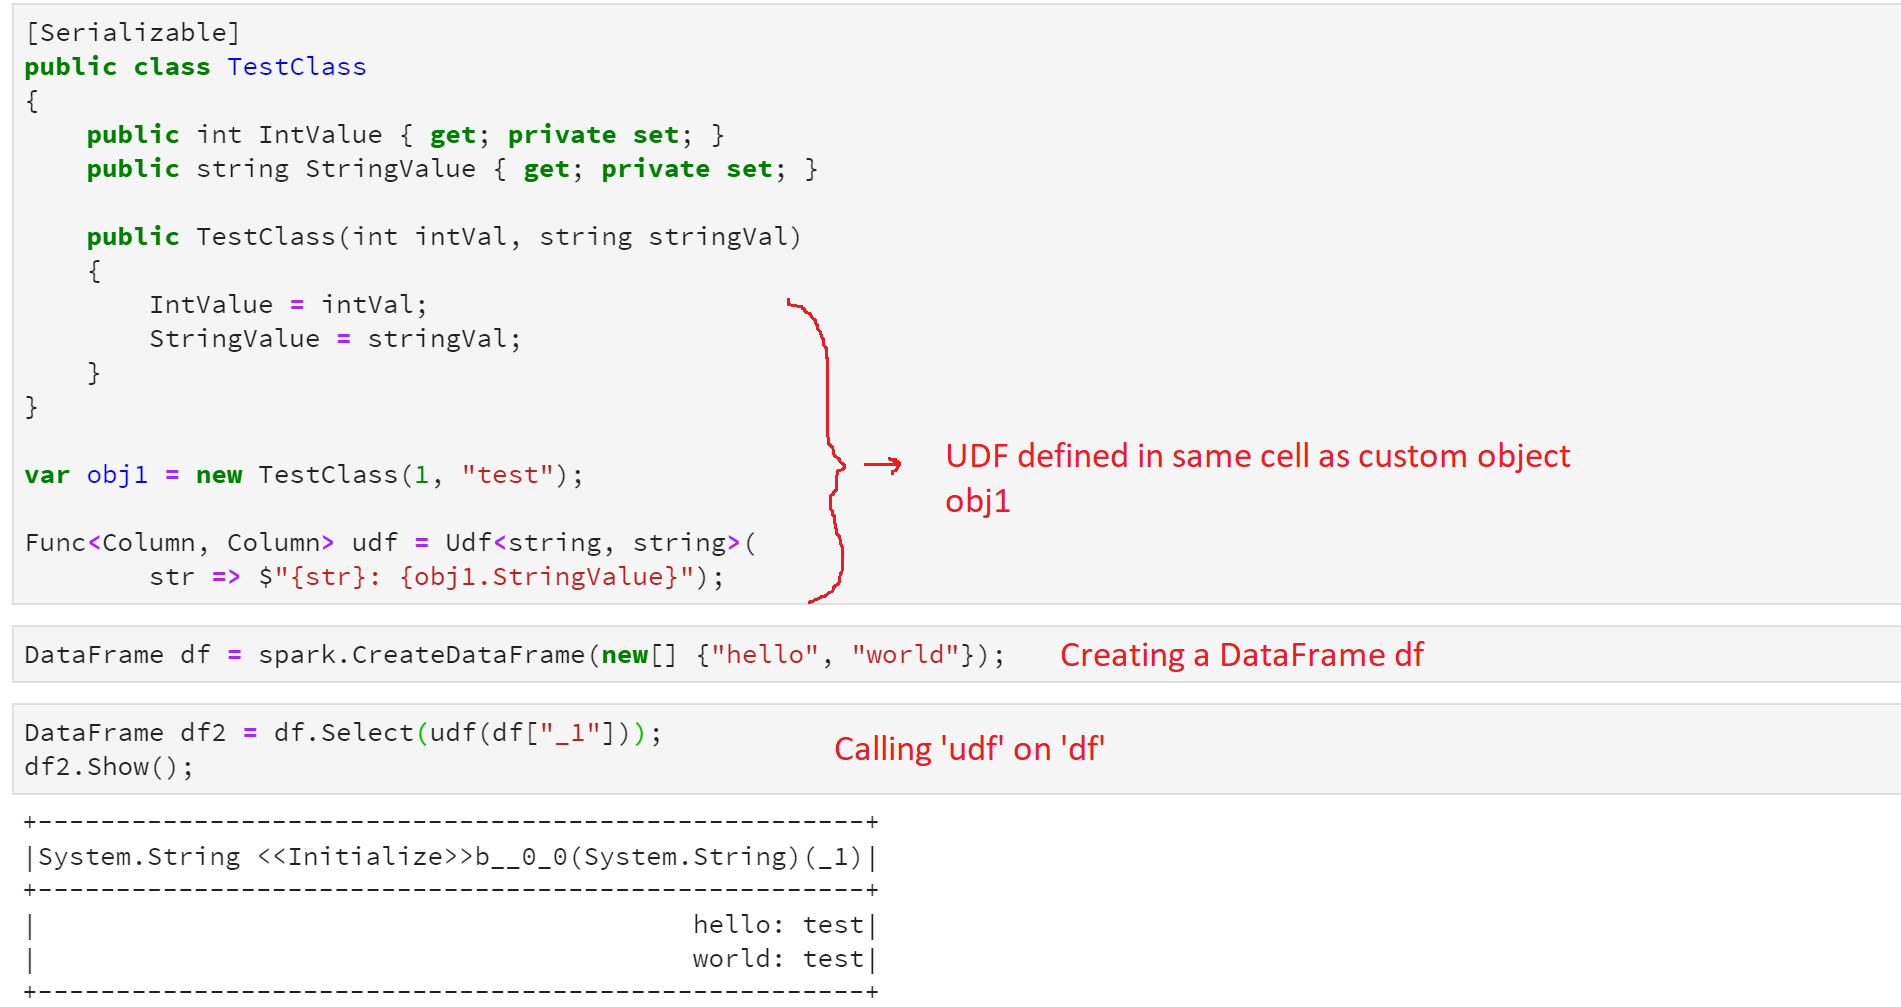 [Serializable]
public class TestClass
{
    public int IntValue { get; private set; }
    public string StringValue { get; private set; }

    public TestClass(int intVal, string stringVal)
    {
        IntValue = intVal;
        StringValue = stringVal;
    }
}

var obj1 = new TestClass(1, "test");

UDF defined in same cell as custom object
obj1

Func<Column, Column> udf = Udf<string, string>(
        str => $"{str}: {obj1.StringValue}");

DataFrame df = spark.CreateDataFrame(new[] {"hello", "world"});
Creating a DataFrame df

DataFrame df2 = df.Select(udf(df["_1"]));
df2.Show();
Calling 'udf' on 'df'

+-----------------------------------------------------+
|System.String <<Initialize>>b__0_0(System.String)(_1)|
+-----------------------------------------------------+
|                                          hello: test|
|                                          world: test|
+-----------------------------------------------------+